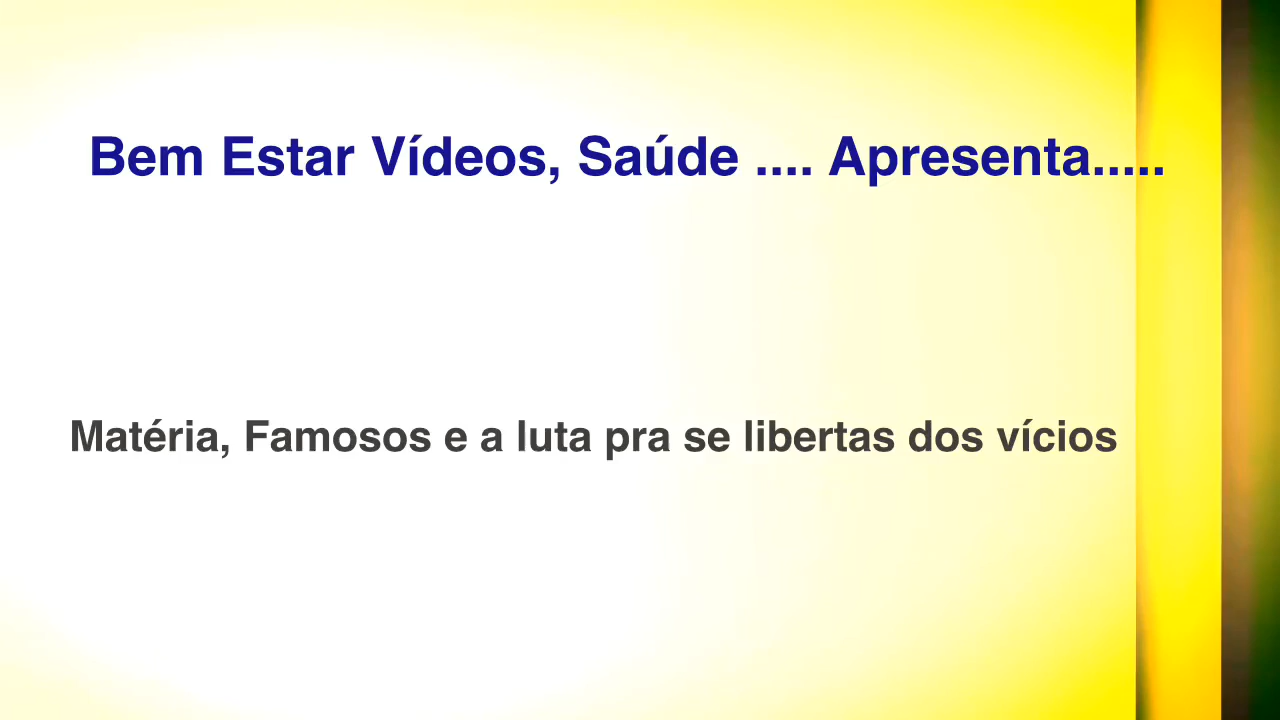 Bem Estar Vídeos, Saúde .... Apresenta.....
Matéria, Famosos e a luta pra se libertas dos vícios